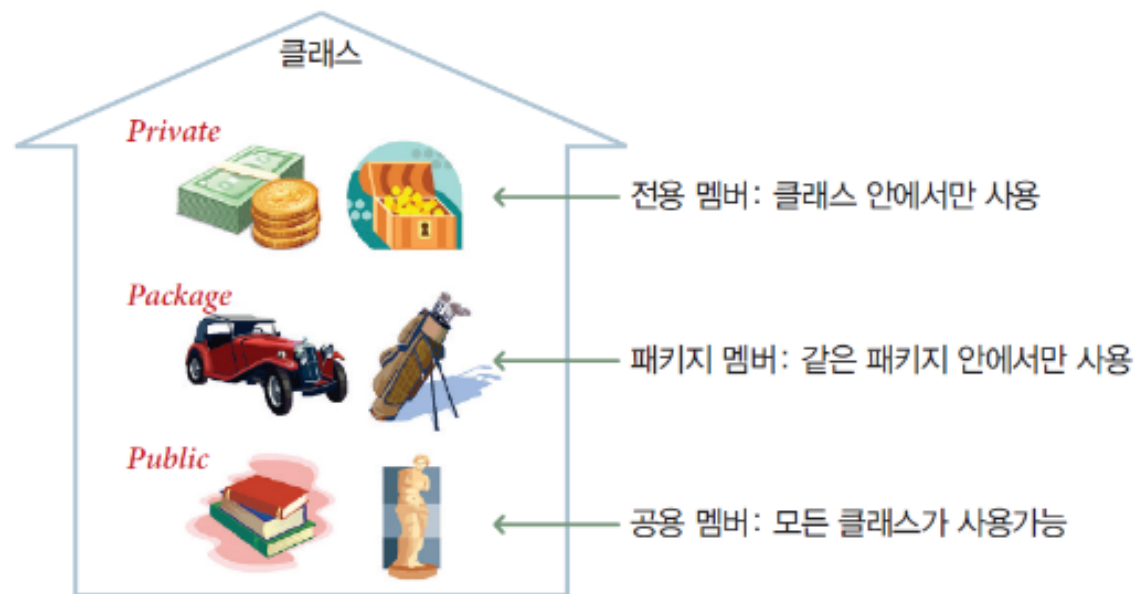 클래스
Private
전용 멤버: 클래스 안에서만 사용
Package
패키지 멤버: 같은 패키지 안에서만 사용
Public
공용 멤버: 모든 클래스가 사용가능